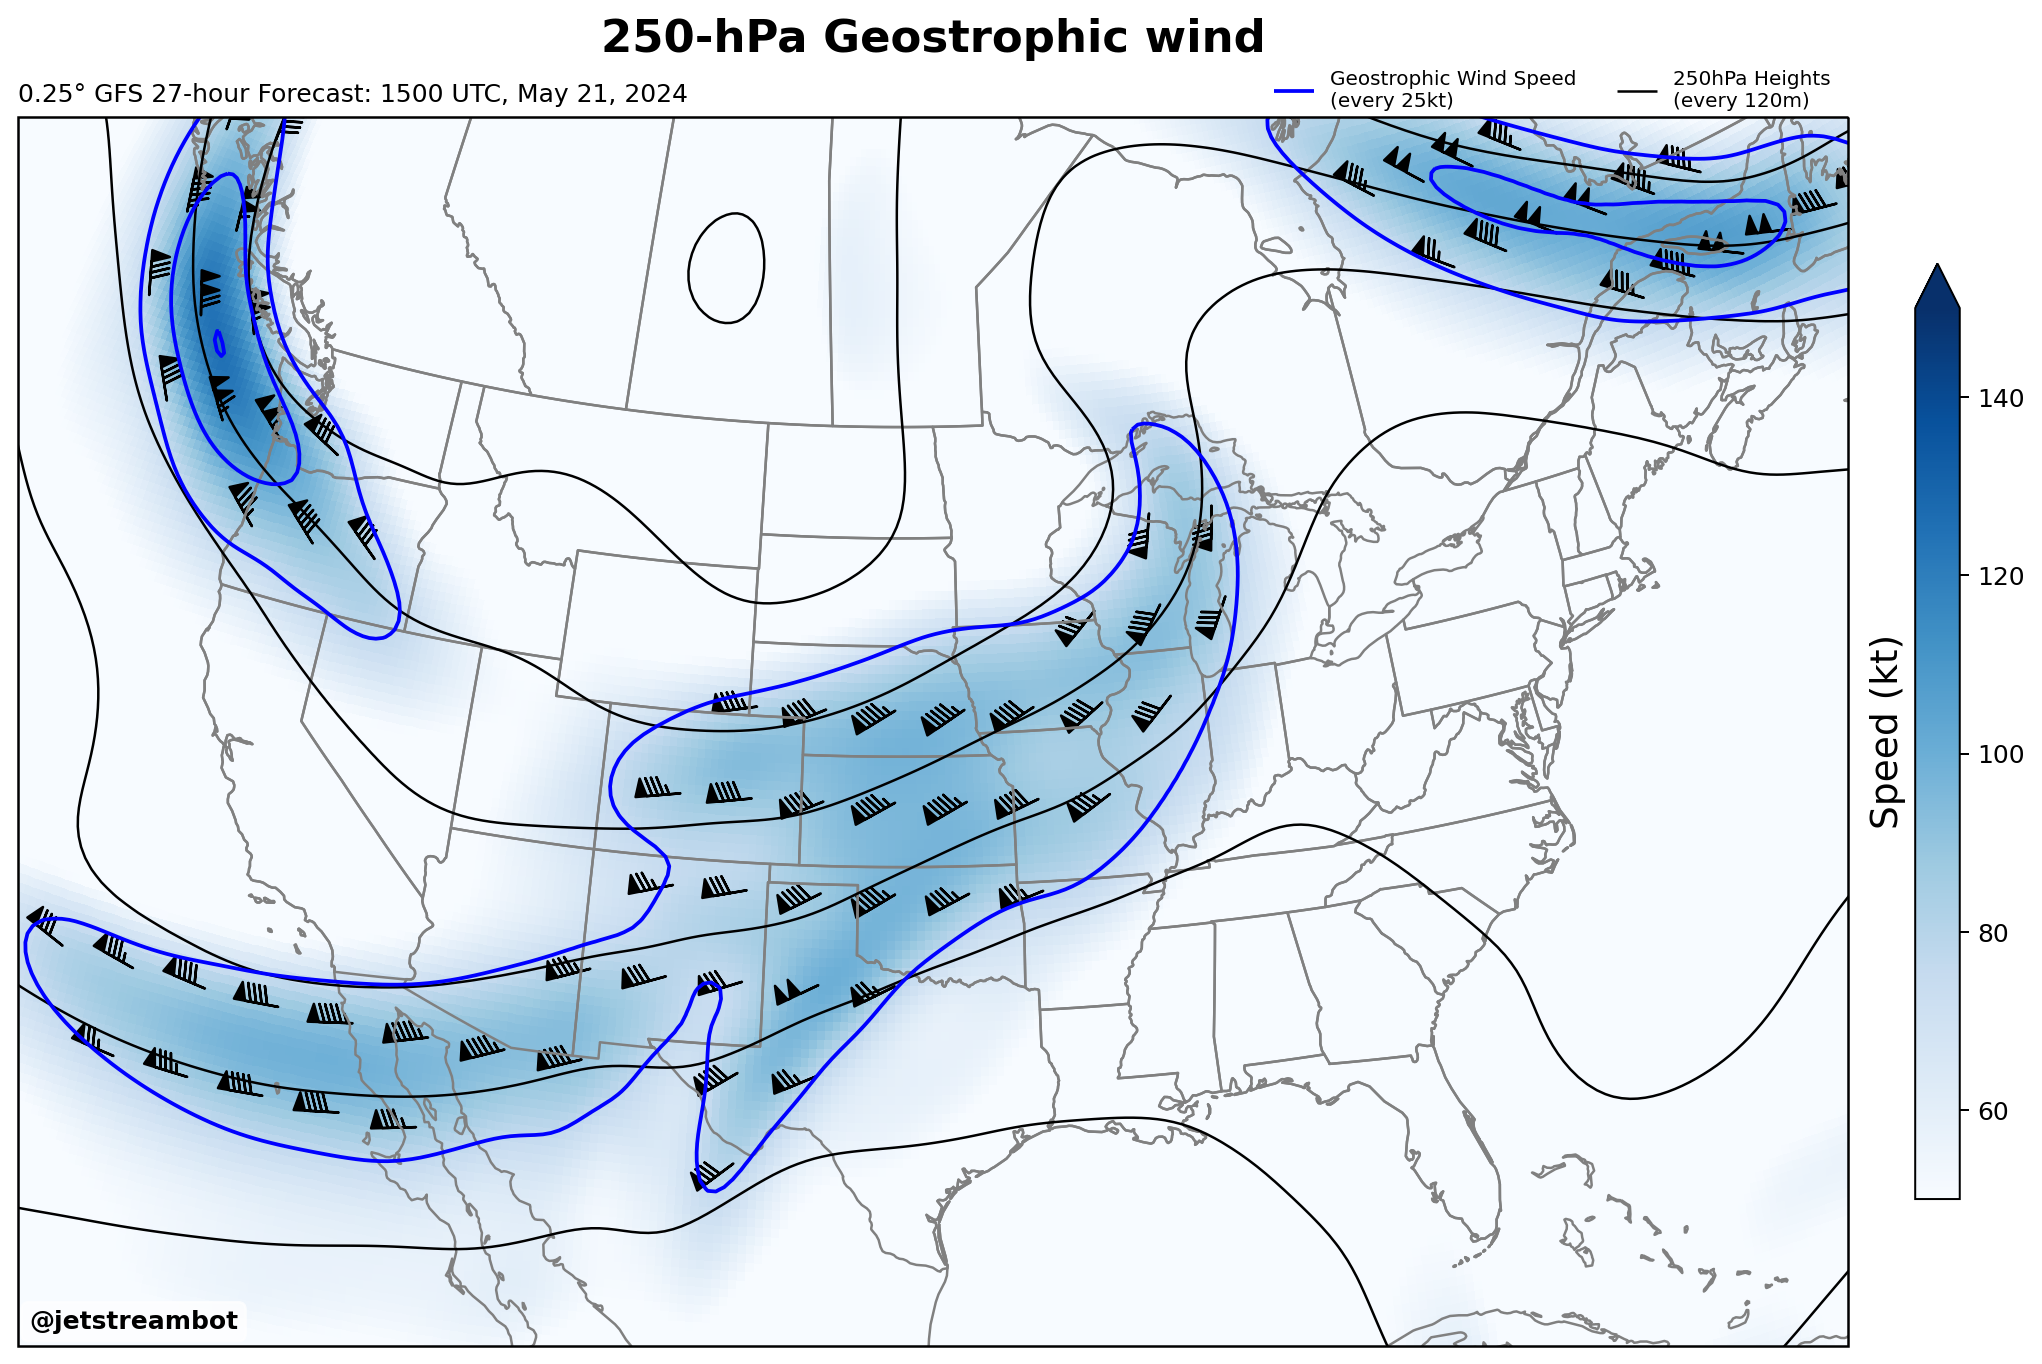 250-hPa Geostrophic wind
0.25° GFS 27-hour Forecast: 1500 UTC, May 21, 2024
Geostrophic Wind Speed
(every 25kt)
250hPa Heights
(every 120m)
140
120
100
80
60
Speed (kt)
@jetstreambot